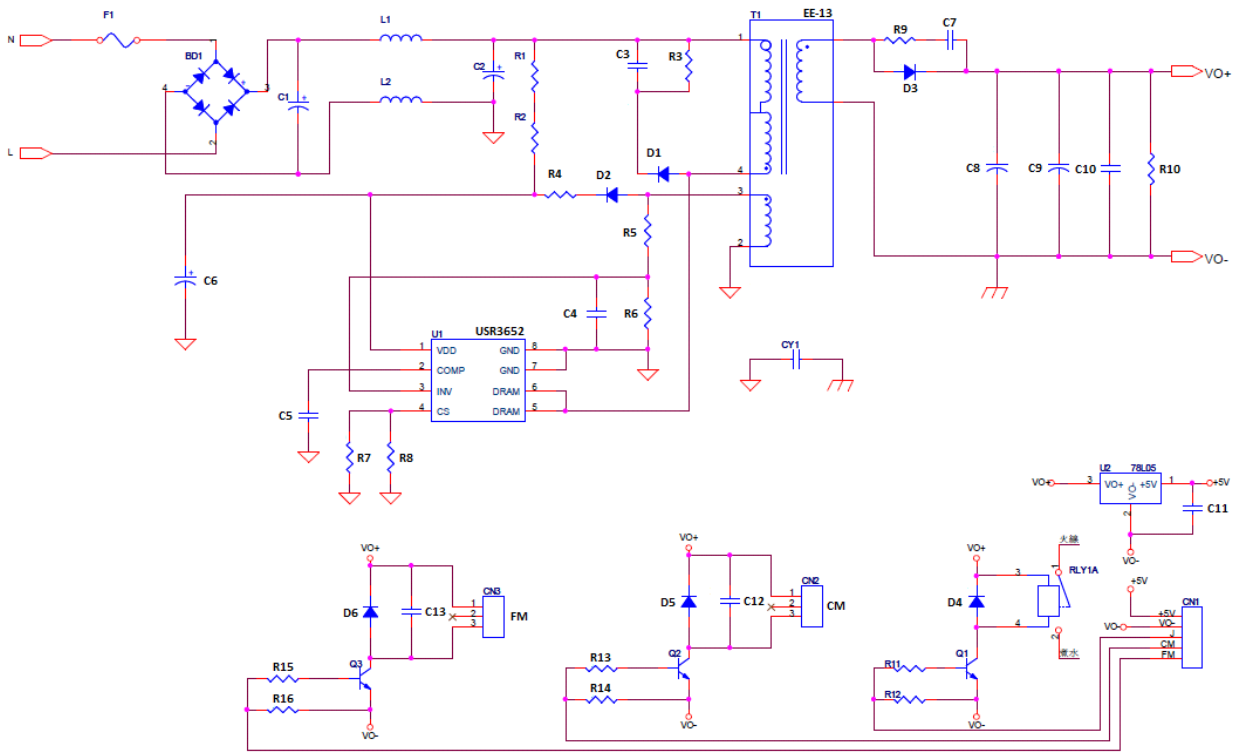 F1
N
BD1
1
4
3
2
L
C1
L1
L2
C2
R1
R2
C3
R3
T1
EE-13
1
4
3
2
R9
C7
D3
VO+
C8
C9
C10
R10
VO-
D1
R4
D2
R5
C6
C4
R6
U1
USR3652
1
VDD
GND
8
2
COMP
GND
7
3
INV
DRAM
6
4
CS
DRAM
5
C5
R7
R8
CY1
U2
78L05
VO+
3
VO+
VO-
+5V
1
+5V
2
C11
VO-
VO+
D6
C13
CN3
1
2
3
FM
Q3
R15
R16
VO-
VO+
D5
C12
CN2
1
2
3
CM
Q2
R13
R14
VO-
VO+
D4
3
4
火線
1
RLY1A
2
煮水
Q1
R11
R12
VO-
+5V
CN1
+5V
VO-
VO-
J
CM
FM